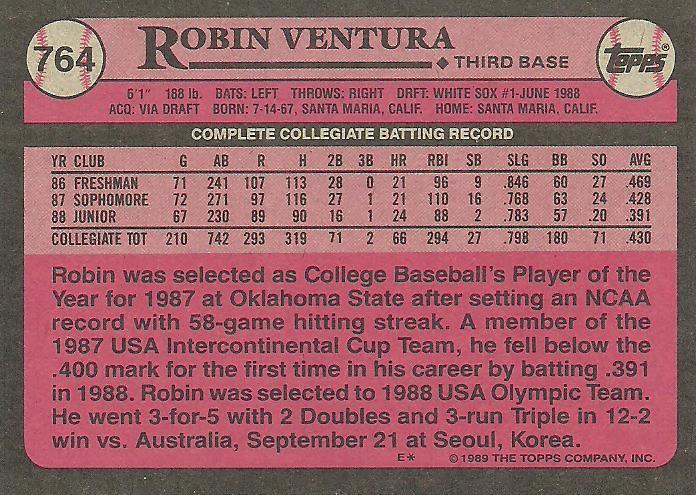 764
ROBIN VENTURA
THIRD BASE
Topps®
6'1" 188 lb. BATS: LEFT THROWS: RIGHT DRFT: WHITE SOX #1-JUNE 1988
ACQ: VIA DRAFT BORN: 7-14-67, SANTA MARIA, CALIF. HOME: SANTA MARIA, CALIF.
COMPLETE COLLEGIATE BATTING RECORD
YR CLUB G AB R H 2B 3B HR RBI SB SLG BB SO AVG
86 FRESHMAN 71 241 107 113 28 0 21 96 9 .846 60 27 .469
87 SOPHOMORE 72 271 97 116 27 1 21 110 16 .768 63 24 .428
88 JUNIOR 67 230 89 90 16 1 24 88 2 .783 57 .20 .391
COLLEGIATE TOT 210 742 293 319 71 2 66 294 27 .798 180 71 .430
Robin was selected as College Baseball's Player of the
Year for 1987 at Oklahoma State after setting an NCAA
record with 58-game hitting streak. A member of the
1987 USA Intercontinental Cup Team, he fell below the
.400 mark for the first time in his career by batting .391
in 1988. Robin was selected to 1988 USA Olympic Team.
He went 3-for-5 with 2 Doubles and 3-run Triple in 12-2
win vs. Australia, September 21 at Seoul, Korea.
E* ©1989 THE TOPPS COMPANY, INC.